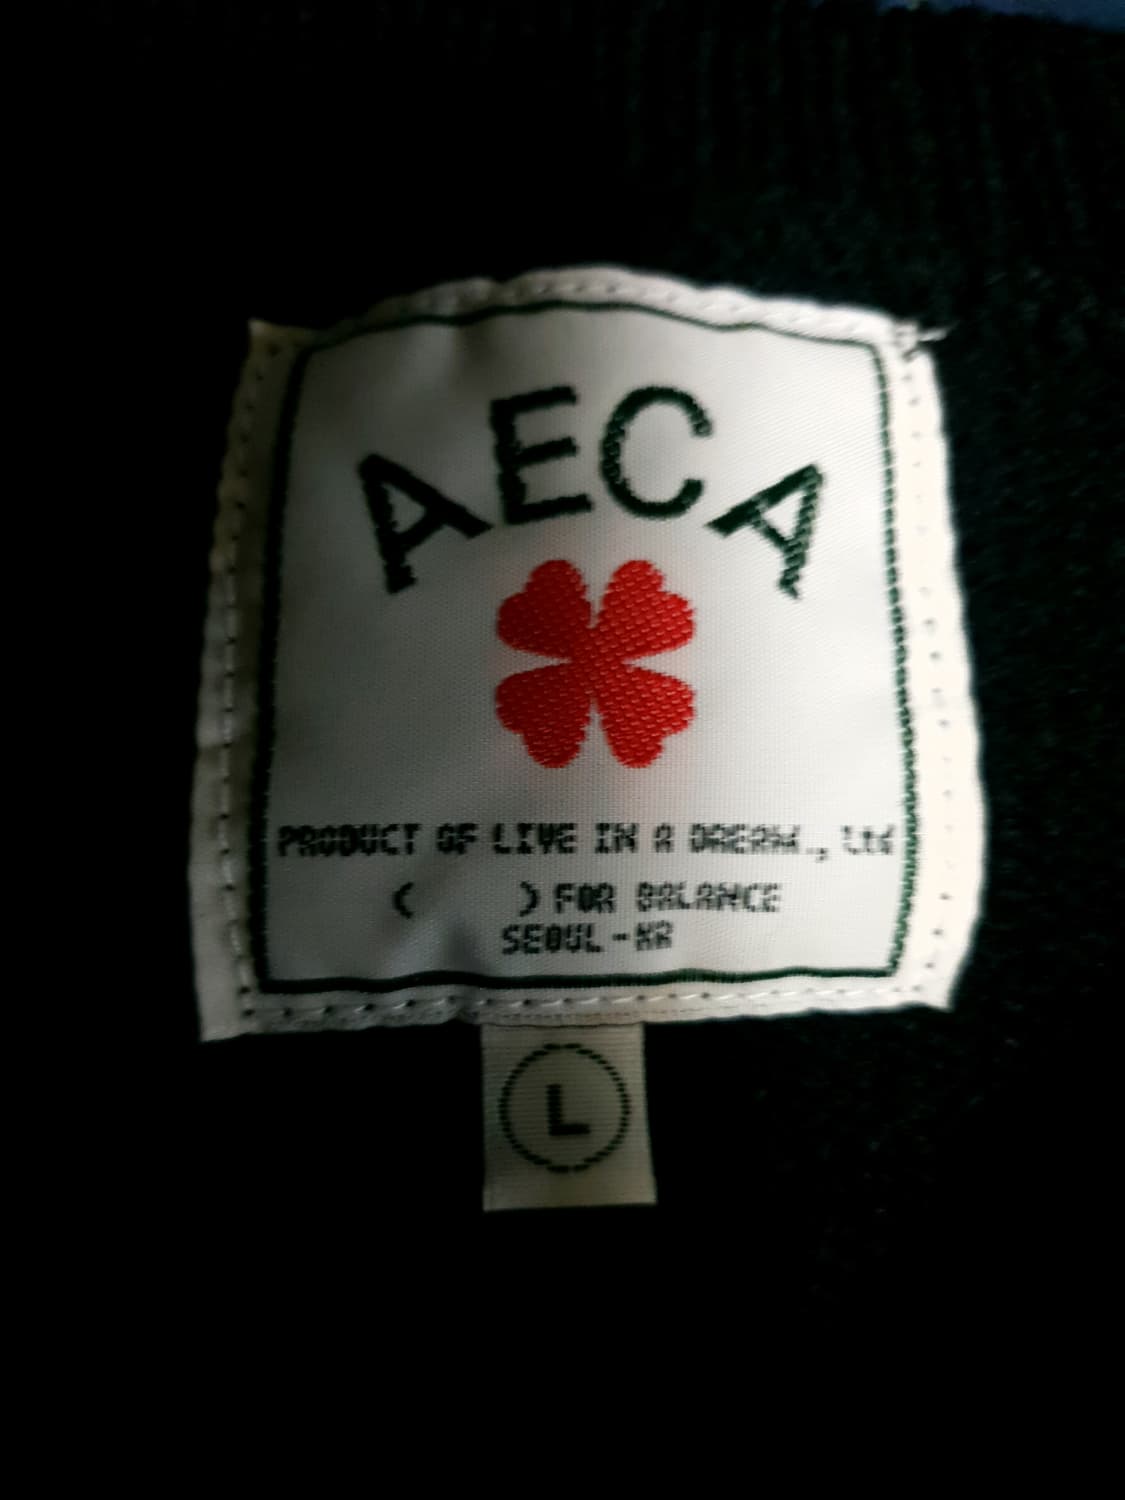 AECA
PRODUCT OF LIVE IN A DREAM., Ltd
(      ) FOR BALANCE
SEOUL-KR
L